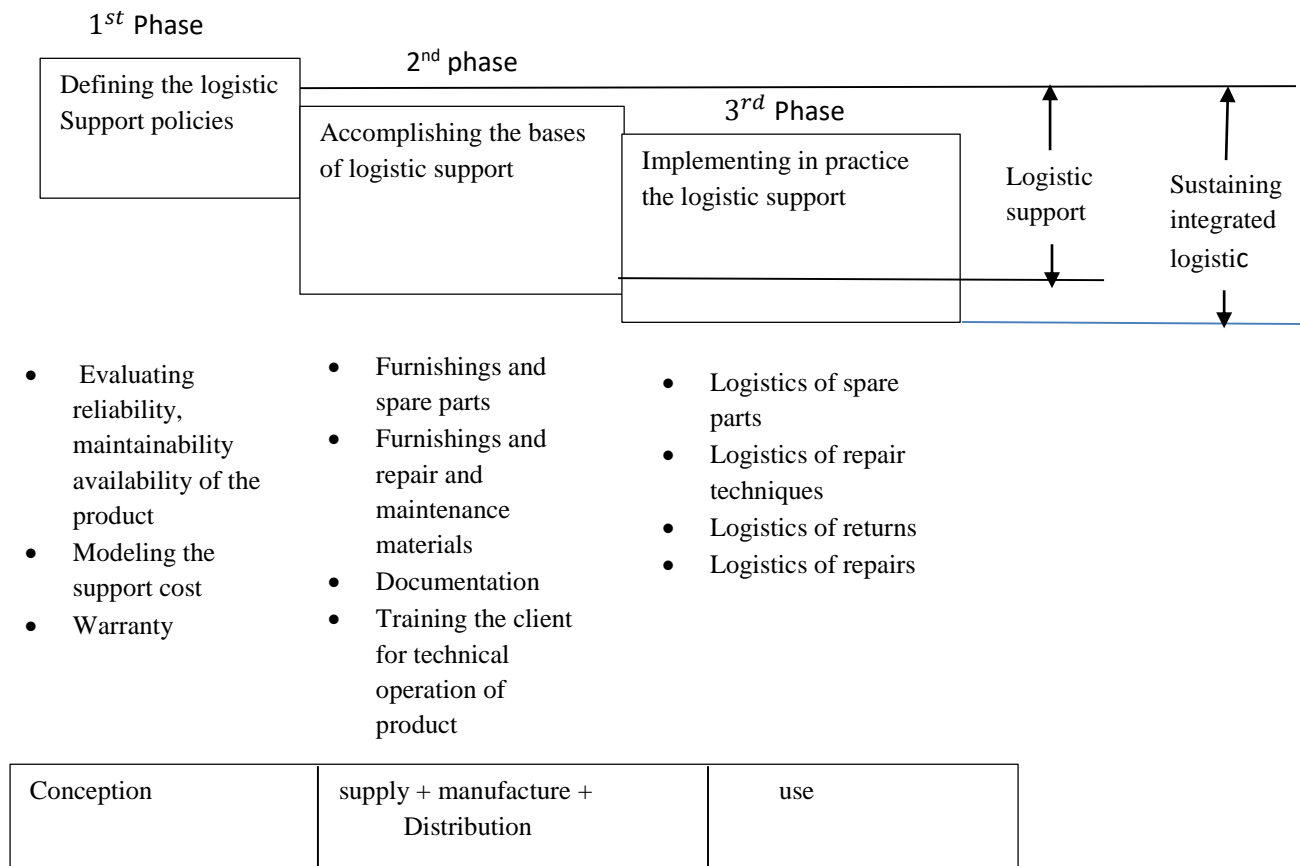 1st Phase
Defining the logistic
Support policies
2nd phase
Accomplishing the bases
of logistic support
3rd Phase
Implementing in practice
the logistic support
Logistic
support
Sustaining
integrated
logistic
• Evaluating
reliability,
maintainability
availability of the
product
• Modeling the
support cost
• Warranty
• Furnishings and
spare parts
• Furnishings and
repair and
maintenance
materials
• Documentation
• Training the client
for technical
operation of
product
• Logistics of spare
parts
• Logistics of repair
techniques
• Logistics of returns
• Logistics of repairs
Conception
supply + manufacture +
Distribution
use